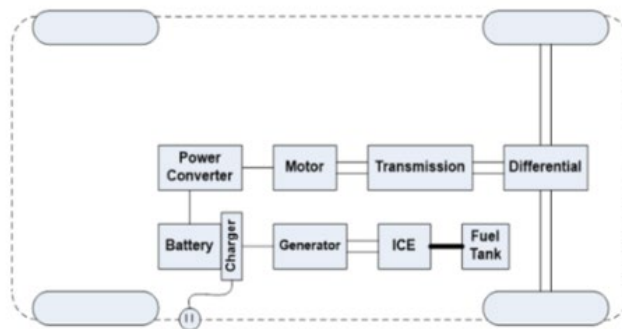 Power
Converter
Motor
Transmission
Differential
Battery
Charger
Generator
ICE
Fuel
Tank